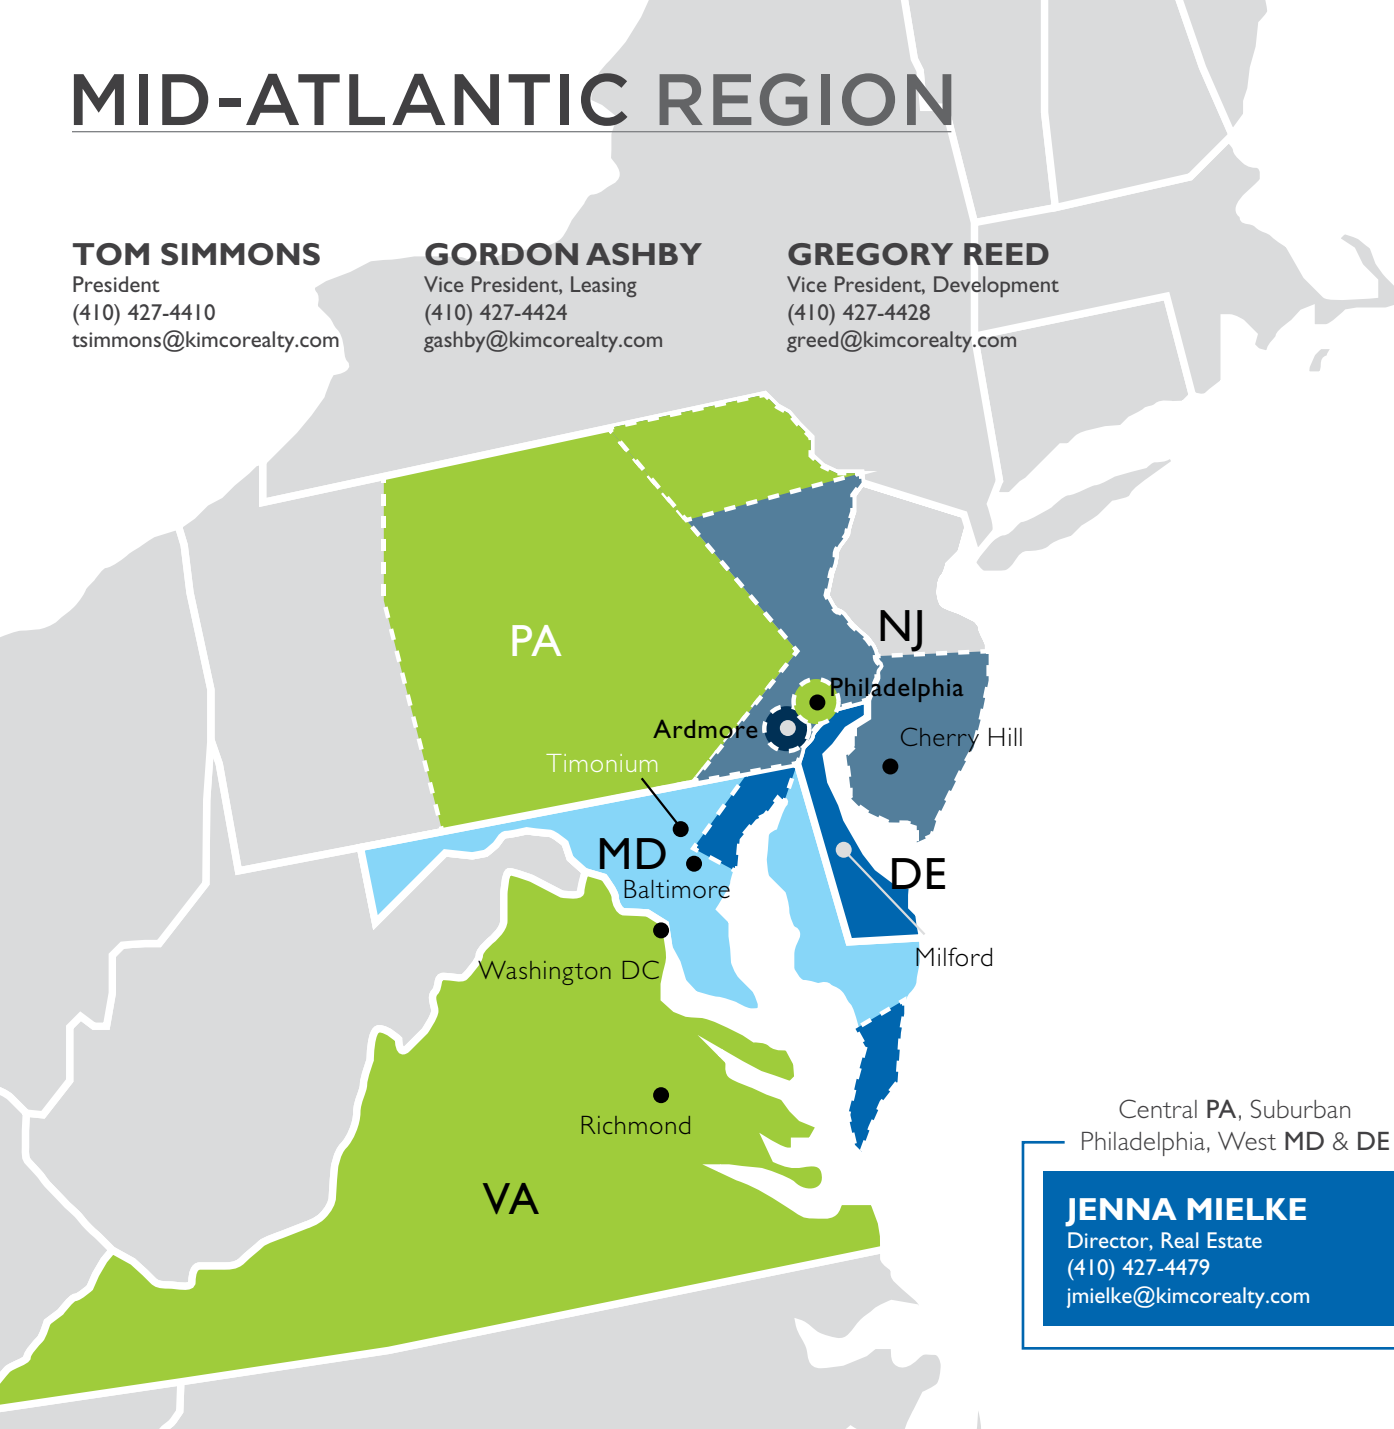 MID-ATLANTIC REGION
TOM SIMMONS
President
(410) 427-4410
tsimmons@kimcorealty.com
GORDON ASHBY
Vice President, Leasing
(410) 427-4424
gashby@kimcorealty.com
GREGORY REED
Vice President, Development
(410) 427-4428
greed@kimcorealty.com
NJ
PA
Philadelphia
Ardmore
Cherry Hill
Timonium
MD
DE
Baltimore
Milford
Washington DC
Richmond
VA
Central PA, Suburban
Philadelphia, West MD & DE
JENNA MIELKE
Director, Real Estate
(410) 427-4479
jmielke@kimcorealty.com